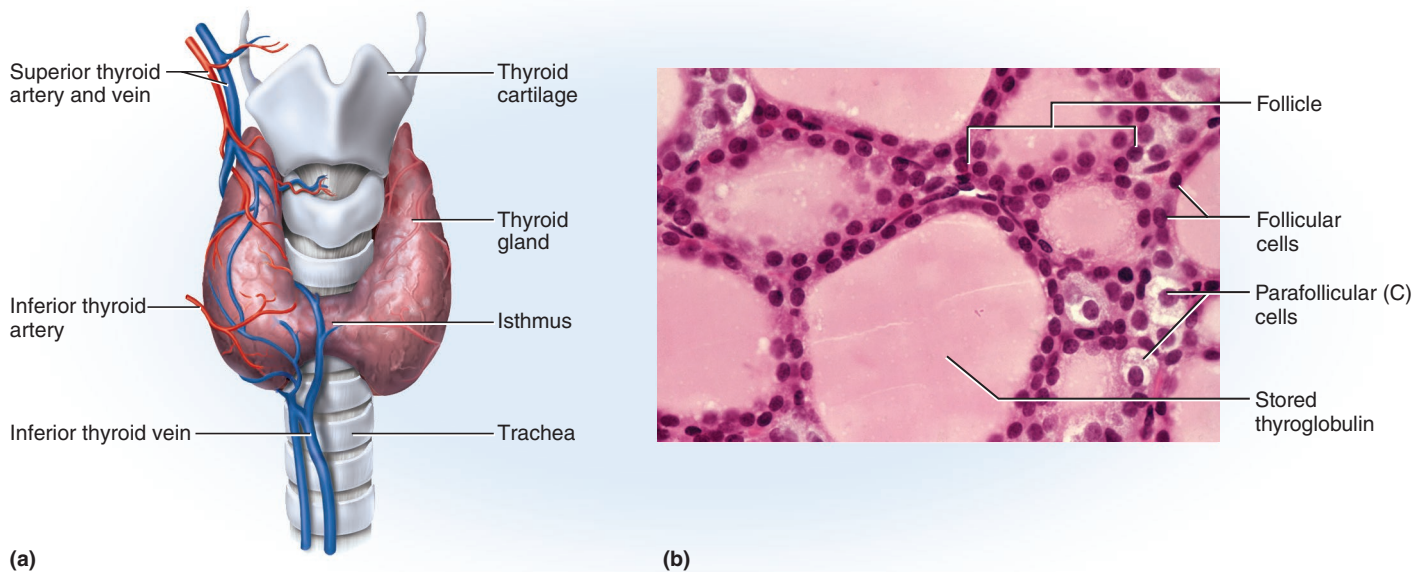 Superior thyroid
artery and vein
Inferior thyroid
artery
Inferior thyroid vein
Thyroid
cartilage
Thyroid
gland
Isthmus
Trachea
(a)
Follicle
Follicular
cells
Parafollicular (C)
cells
Stored
thyroglobulin
(b)